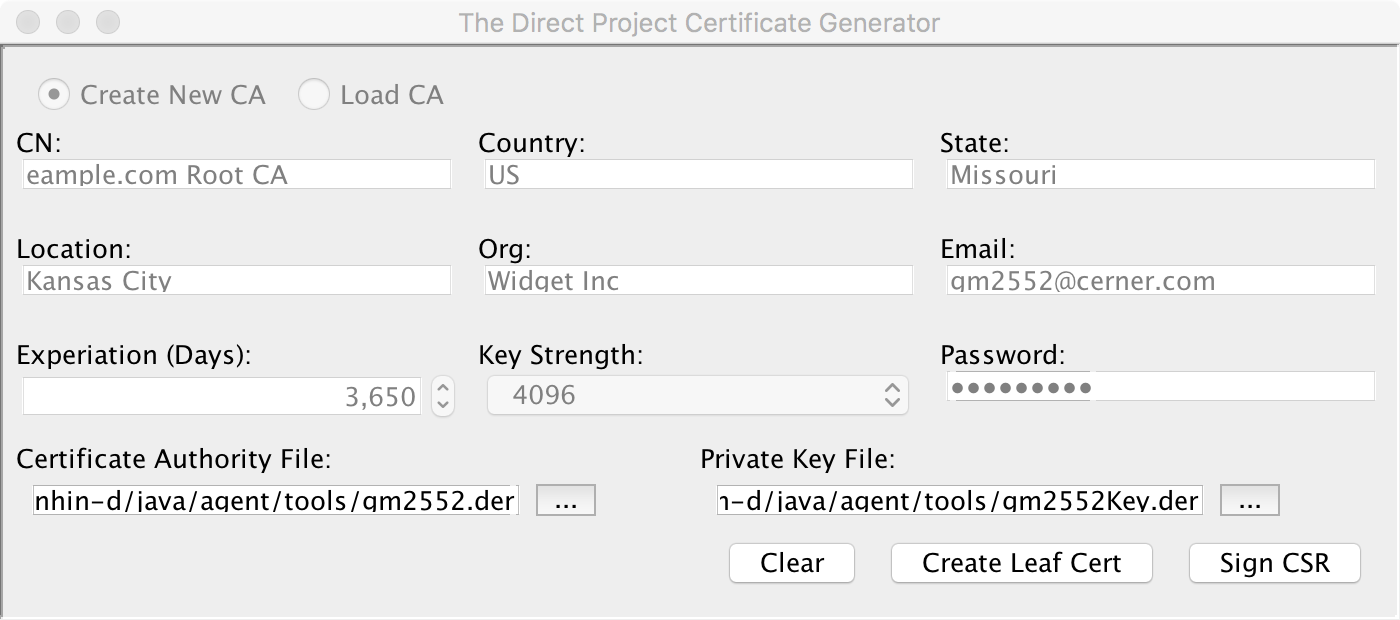 The Direct Project Certificate Generator
Create New CA Load CA
CN: Country: State:
eample.com Root CA US Missouri
Location: Org: Email:
Kansas City Widget Inc gm2552@cerner.com
Experiation (Days): Key Strength: Password:
3,650 4096 ●●●●●●●●●
Certificate Authority File: Private Key File:
nhin-d/java/agent/tools/gm2552.der ... -d/java/agent/tools/gm2552Key.der ...
Clear Create Leaf Cert Sign CSR